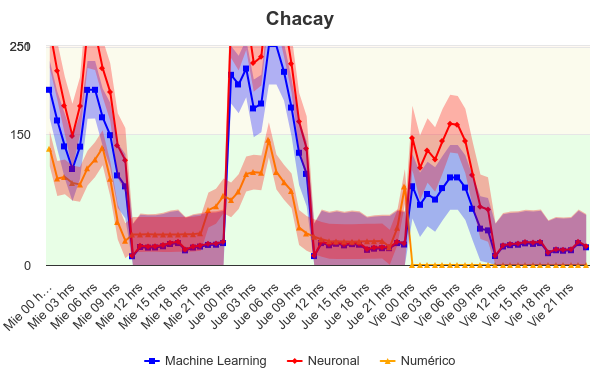 Chacay
250
150
0
Mie 00 h...
Mie 03 hrs
Mie 06 hrs
Mie 09 hrs
Mie 12 hrs
Mie 15 hrs
Mie 18 hrs
Mie 21 hrs
Jue 00 hrs
Jue 03 hrs
Jue 06 hrs
Jue 09 hrs
Jue 12 hrs
Jue 15 hrs
Jue 18 hrs
Jue 21 hrs
Vie 00 hrs
Vie 03 hrs
Vie 06 hrs
Vie 09 hrs
Vie 12 hrs
Vie 15 hrs
Vie 18 hrs
Vie 21 hrs
Machine Learning Neuronal Numérico